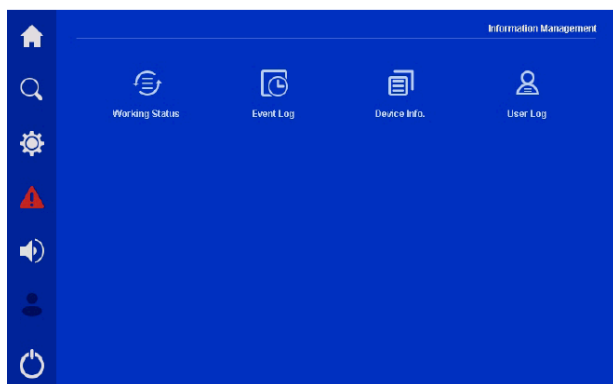 Information Management
Working Status
Event Log
Device Info.
User Log